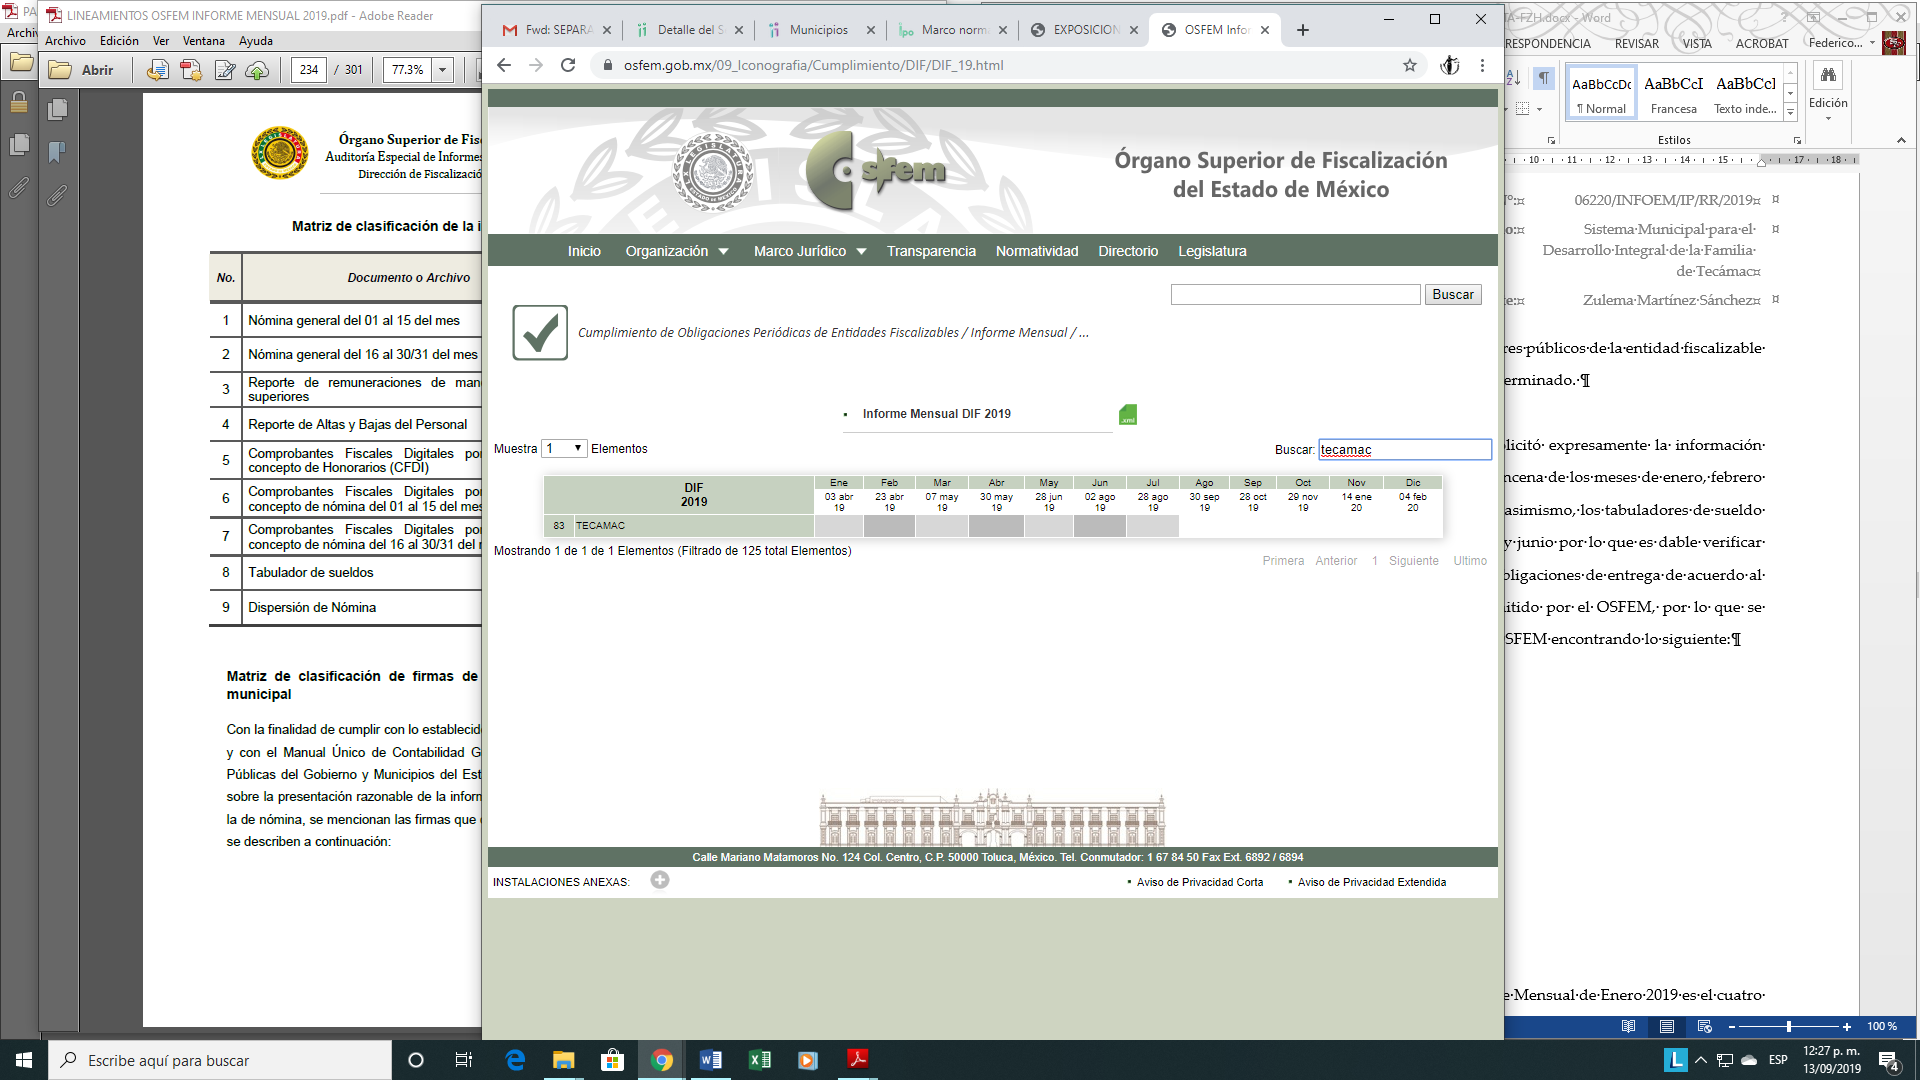 LINEAMIENTOS OSFEM INFORME MENSUAL 2019.pdf - Adobe Reader
Archivo Edición Ver Ventana Ayuda
Abrir 234 / 301 77.3%
Órgano Superior de
Auditoría Especial de Informes
Dirección de
Matriz de clasificación de la
No. Documento o Archivo
1 Nómina general del 01 al 15 del mes
2 Nómina general del 16 al 30/31 del mes
3 Reporte de remuneraciones de
superiores
4 Reporte de Altas y Bajas del Personal
5 Comprobantes Fiscales Digitales
concepto de Honorarios (CFDI)
6 Comprobantes Fiscales Digitales
concepto de nómina del 01 al 15 del mes
7 Comprobantes Fiscales Digitales
concepto de nómina del 16 al 30/31 del
8 Tabulador de sueldos
9 Dispersión de Nómina
Matriz de clasificación de firmas de
municipal
Con la finalidad de cumplir con lo
y con el Manual Único de Contabilidad
Públicas del Gobierno y Municipios del
sobre la presentación razonable de la
la de nómina, se mencionan las firmas que
se describen a continuación:
Fwd: SEPARA Detalle del S Municipios Marco norm EXPOSICION OSFEM Infor
osfem.gob.mx/09_Iconografia/Cumplimiento/DIF/DIF_19.html
LEGISLATURA
Osfem
Órgano Superior de Fiscalización
del Estado de México
Inicio Organización Marco Jurídico Transparencia Normatividad Directorio Legislatura
Buscar
Cumplimiento de Obligaciones Periódicas de Entidades Fiscalizables / Informe Mensual / ...
▪ Informe Mensual DIF 2019 .xml
Muestra 1 Elementos
Buscar: tecamac
DIF
2019
Ene Feb Mar Abr May Jun Jul Ago Sep Oct Nov Dic
03 abr 23 abr 07 may 30 may 28 jun 02 ago 28 ago 30 sep 28 oct 29 nov 14 ene 04 feb
19 19 19 19 19 19 19 19 19 19 20 20
83 TECAMAC
Mostrando 1 de 1 de 1 Elementos (Filtrado de 125 total Elementos)
Primera Anterior 1 Siguiente Ultimo
Calle Mariano Matamoros No. 124 Col. Centro, C.P. 50000 Toluca, México. Tel. Conmutador: 1 67 84 50 Fax Ext. 6892 / 6894
INSTALACIONES ANEXAS:
▪ Aviso de Privacidad Corta ▪ Aviso de Privacidad Extendida
TA-FZH.docx - Word
RESPONDENCIA REVISAR VISTA ACROBAT Federico...
AaBbCcDc AaBbCcI AaBbCcI
¶ Normal Francesa Texto inde...
Edición
Estilos
10 11 12 13 14 15 17 18
06220/INFOEM/IP/RR/2019¤ ¤
Sistema·Municipal·para·el· ¤
Desarrollo·Integral·de·la·Familia·
de·Tecámac¤
Zulema·Martínez·Sánchez¤ ¤
públicos·de·la·entidad·fiscalizable·
¶
expresamente· la· información·
de·los·meses·de·enero,·febrero·
asimismo,·los·tabuladores·de·sueldo·
y·junio·por·lo·que·es·dable·verificar·
de·entrega·de·acuerdo·al·
por· el· OSFEM,· por· lo· que· se·
encontrando·lo·siguiente:¶
Mensual·de·Enero·2019·es·el·cuatro·
100 %
Escribe aquí para buscar
ESP
12:27 p. m.
13/09/2019
4